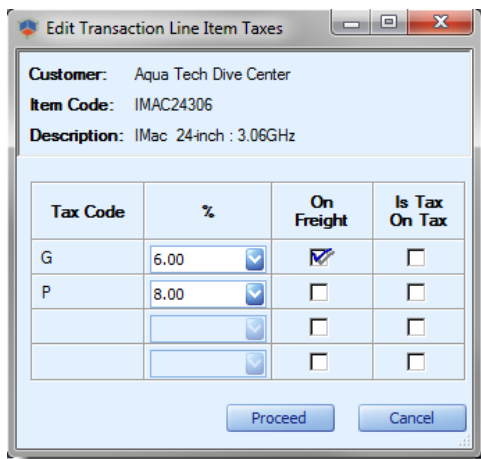 Edit Transaction Line Item Taxes
Customer: Aqua Tech Dive Center
Item Code: IMAC24306
Description: IMac 24-inch : 3.06GHz
Tax Code % On Freight Is Tax On Tax
G 6.00
P 8.00
Proceed Cancel